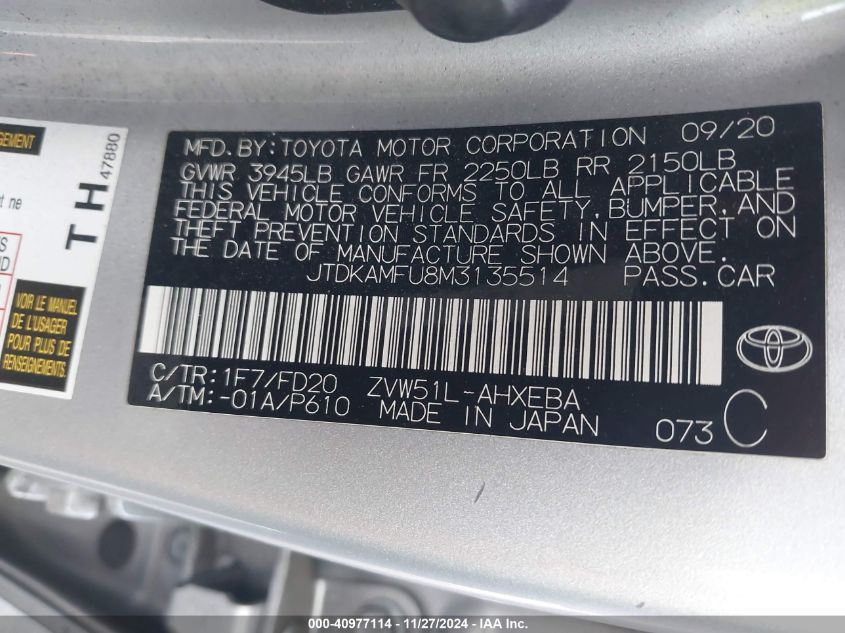 GEMENT
t ne
S
ND
TH 47880
VOIR LE MANUEL
DE L'USAGER
POUR PLUS DE
RENSEIGNEMENTS
MFD.BY:TOYOTA MOTOR CORPORATION 09/20
GVWR 3945LB GAWR FR 2250LB RR 2150LB
THIS VEHICLE CONFORMS TO ALL APPLICABLE
FEDERAL MOTOR VEHICLE SAFETY,BUMPER,AND
THEFT PREVENTION STANDARDS IN EFFECT ON
THE DATE OF MANUFACTURE SHOWN ABOVE.
JTDKAMFU8M3135514 PASS.CAR
C/TR:1F7/FD20 ZVW51L-AHXEBA
A/TM:-01A/P610 MADE IN JAPAN
073 C
000-40977114 - 11/27/2024 - IAA Inc.